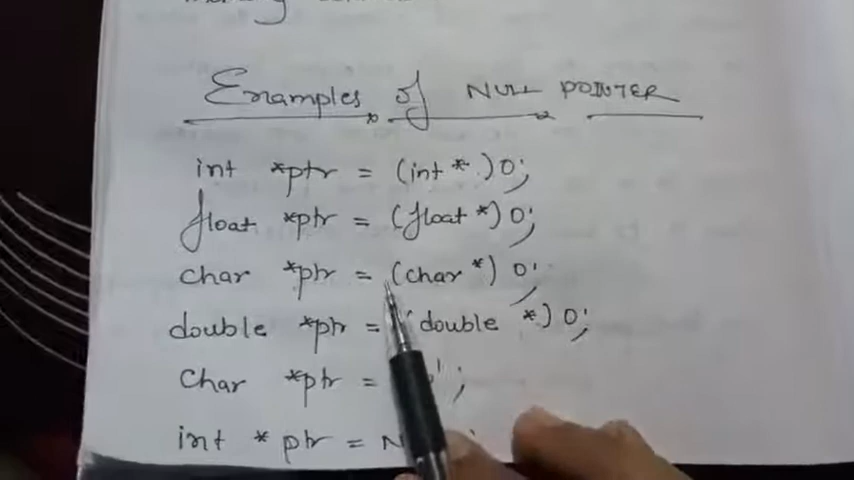 Examples of NULL POINTER
int *ptr = (int *) 0;
float *ptr = (float *) 0;
char *ptr = (char *) 0;
double *ptr = (double *) 0;
char *ptr = ';
int * ptr = N